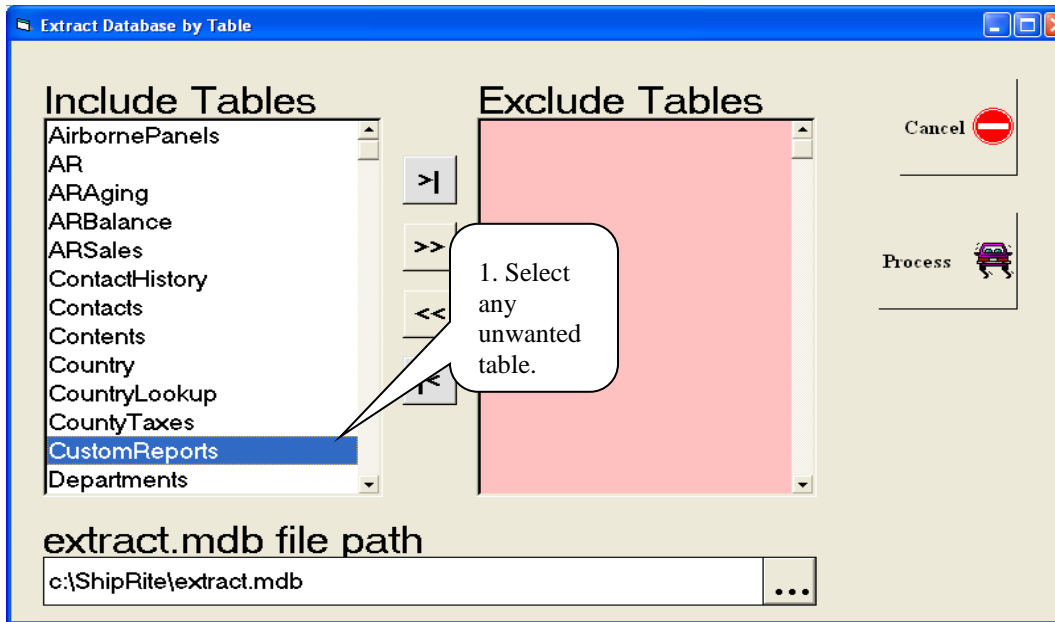 Extract Database by Table
Include Tables
Exclude Tables
AirbornePanels
AR
ARAging
ARBalance
ARSales
ContactHistory
Contacts
Contents
Country
CountryLookup
CountyTaxes
CustomReports
Departments
>|
>>
<<
|<
1. Select
any
unwanted
table.
Cancel
Process
extract.mdb file path
c:\ShipRite\extract.mdb
...